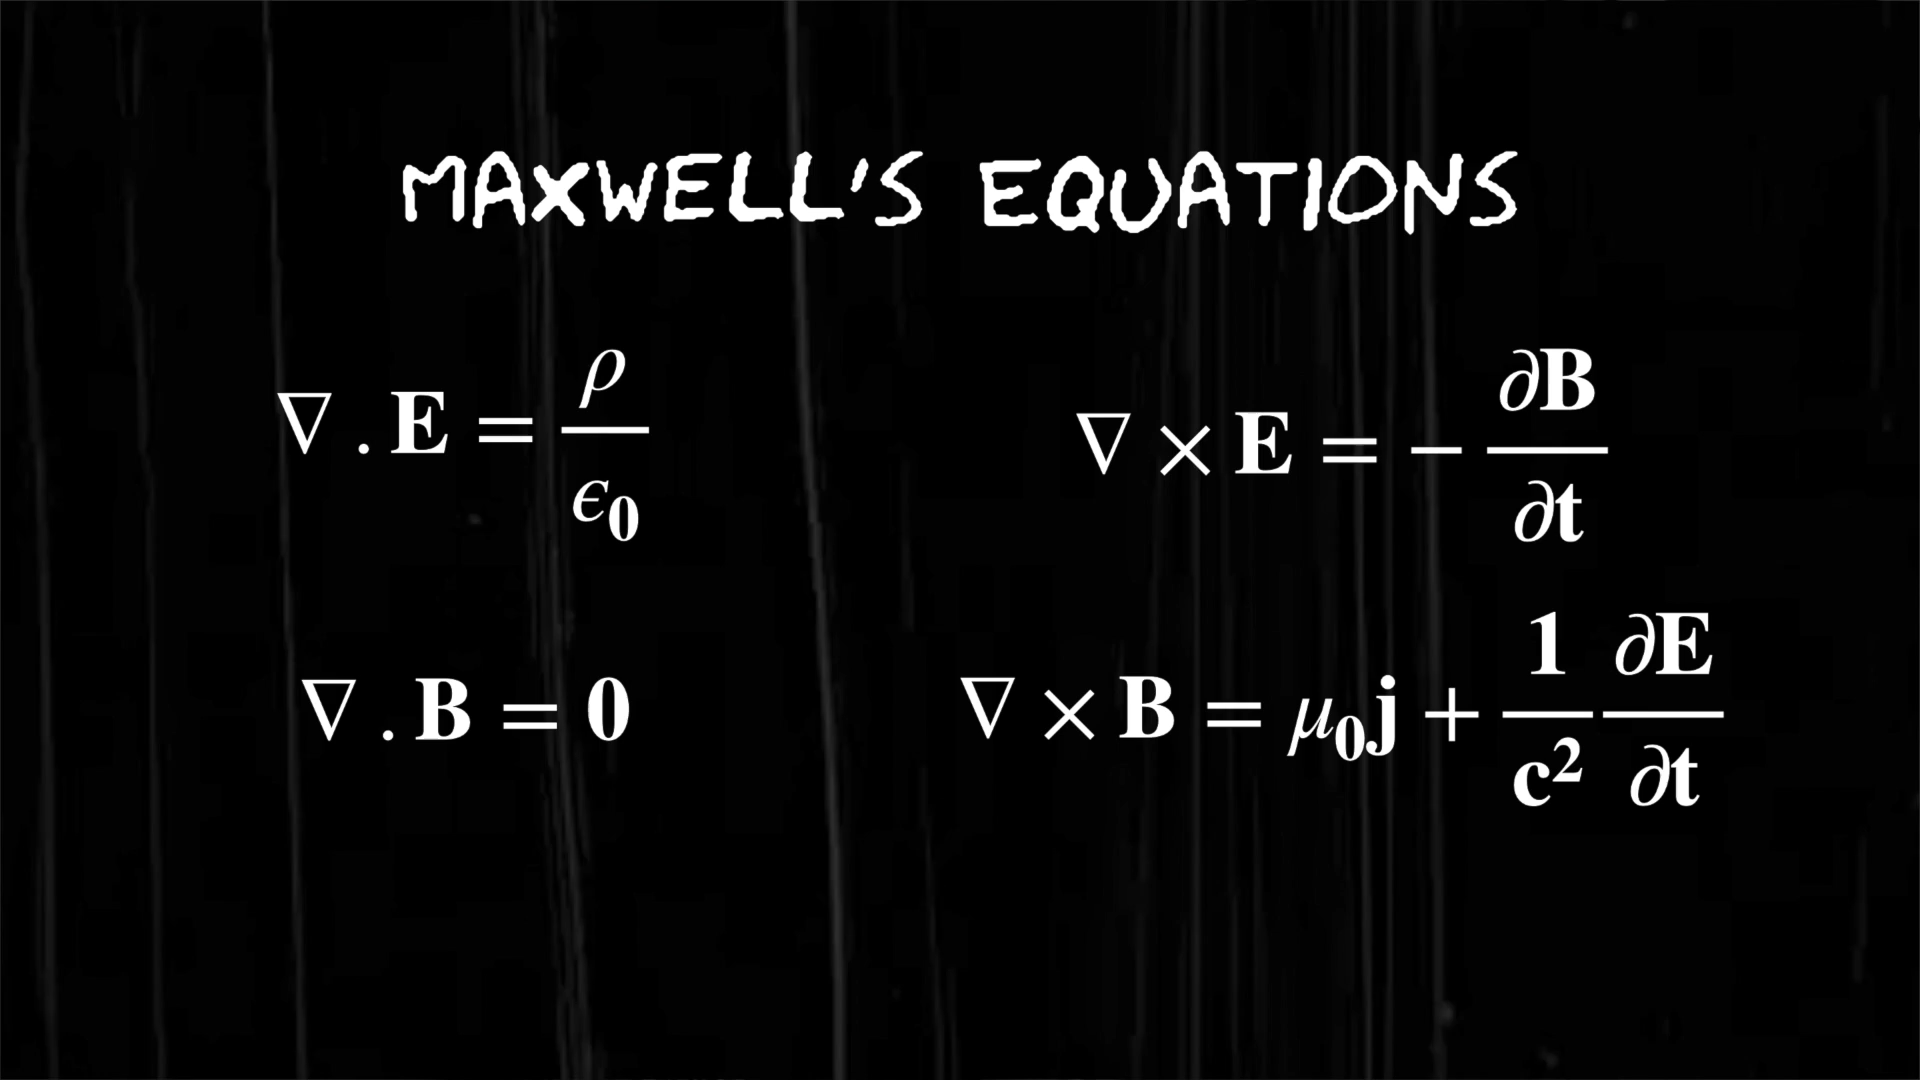 MAXWELL'S EQUATIONS
∇ . E = ρ/ϵ₀
∇ × E = − ∂B/∂t
∇ . B = 0
∇ × B = μ₀j + 1/c² ∂E/∂t